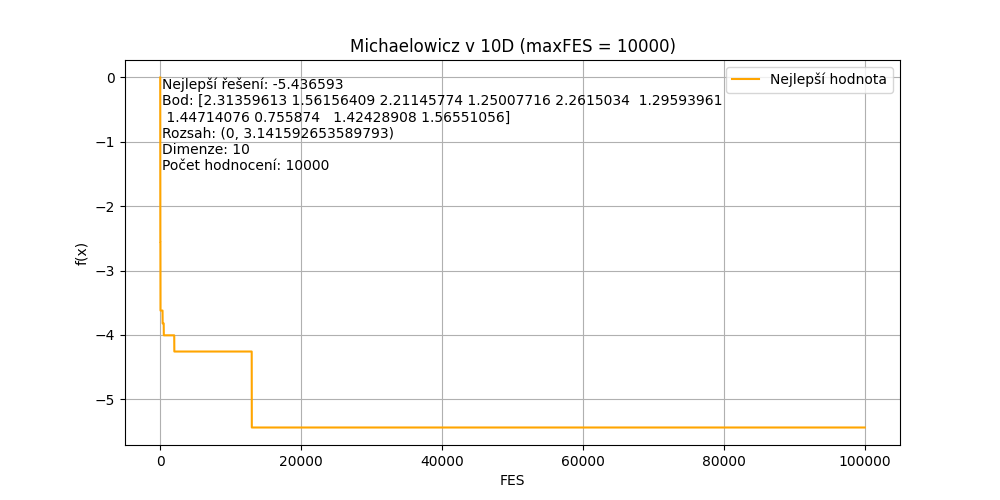 Michaelowicz v 10D (maxFES = 10000)
Nejlepší hodnota
Nejlepší řešení: -5.436593
Bod: [2.31359613 1.56156409 2.21145774 1.25007716 2.2615034  1.29593961
1.44714076 0.755874   1.42428908 1.56551056]
Rozsah: (0, 3.141592653589793)
Dimenze: 10
Počet hodnocení: 10000
f(x)
0
−1
−2
−3
−4
−5
0 20000 40000 60000 80000 100000
FES